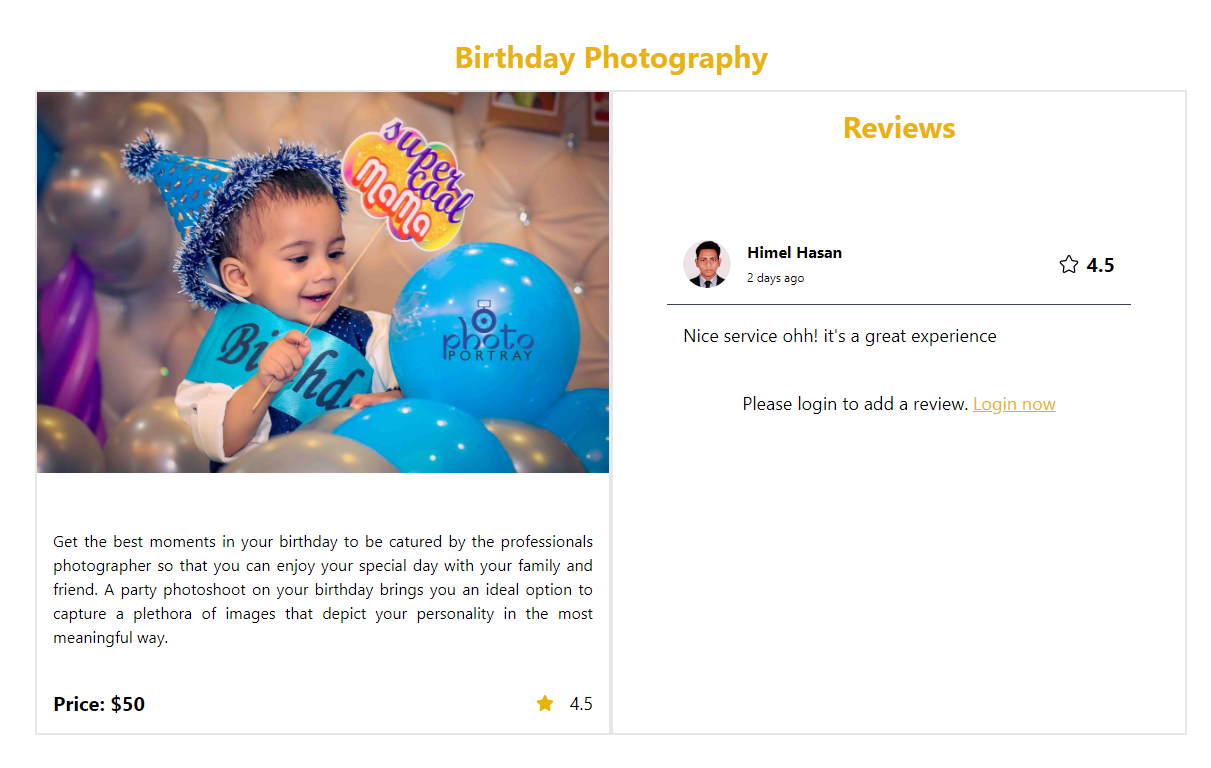 Birthday Photography
super
cool
MaMa
Bi
hd
photo
PORTRAY
Get the best moments in your birthday to be catured by the professionals
photographer so that you can enjoy your special day with your family and
friend. A party photoshoot on your birthday brings you an ideal option to
capture a plethora of images that depict your personality in the most
meaningful way.
Price: $50
4.5
Reviews
Himel Hasan
2 days ago
4.5
Nice service ohh! it's a great experience
Please login to add a review. Login now